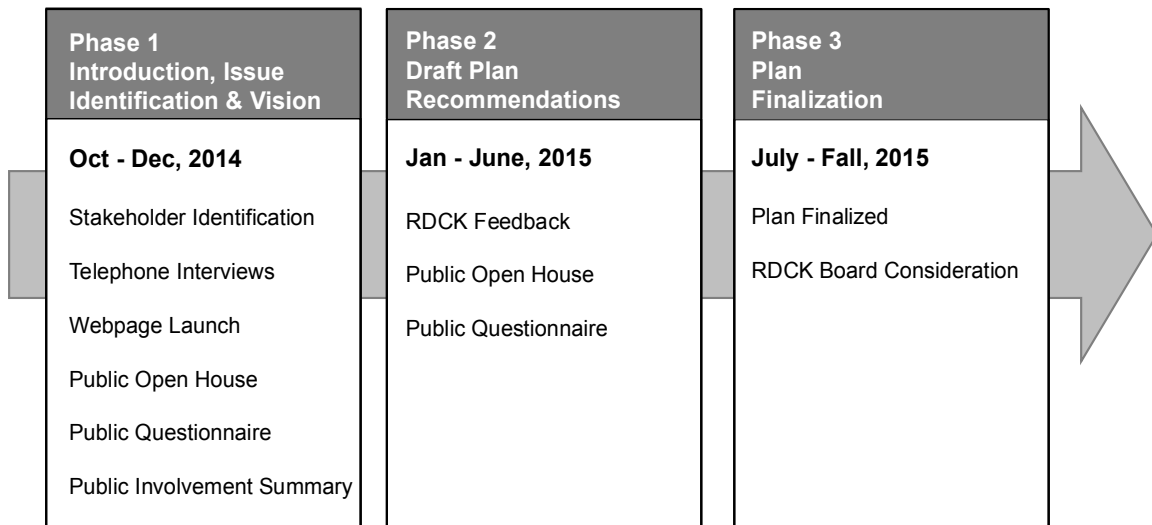 Phase 1
Introduction, Issue
Identification & Vision
Oct - Dec, 2014
Stakeholder Identification
Telephone Interviews
Webpage Launch
Public Open House
Public Questionnaire
Public Involvement Summary
Phase 2
Draft Plan
Recommendations
Jan - June, 2015
RDCK Feedback
Public Open House
Public Questionnaire
Phase 3
Plan
Finalization
July - Fall, 2015
Plan Finalized
RDCK Board Consideration